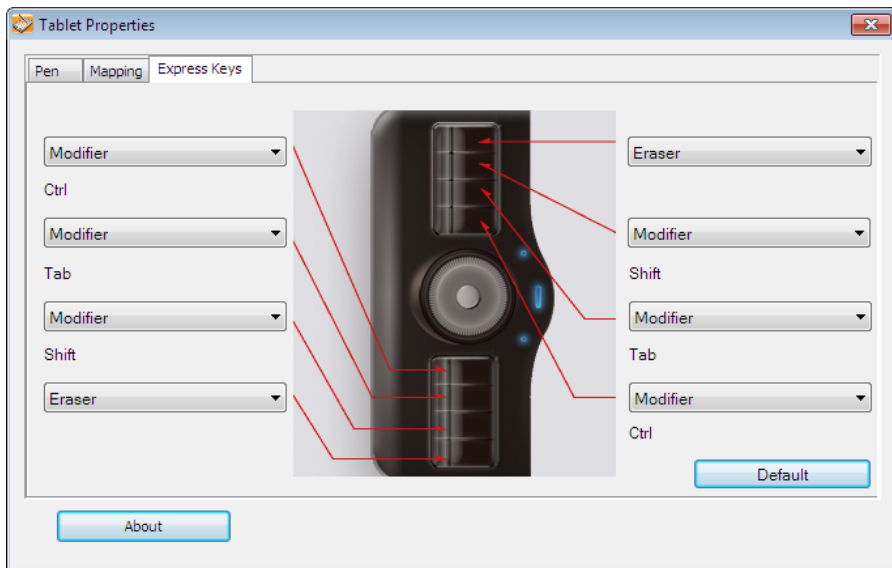 Tablet Properties
Pen
Mapping
Express Keys
Modifier
Ctrl
Modifier
Tab
Modifier
Shift
Eraser
Eraser
Modifier
Shift
Modifier
Tab
Modifier
Ctrl
Default
About